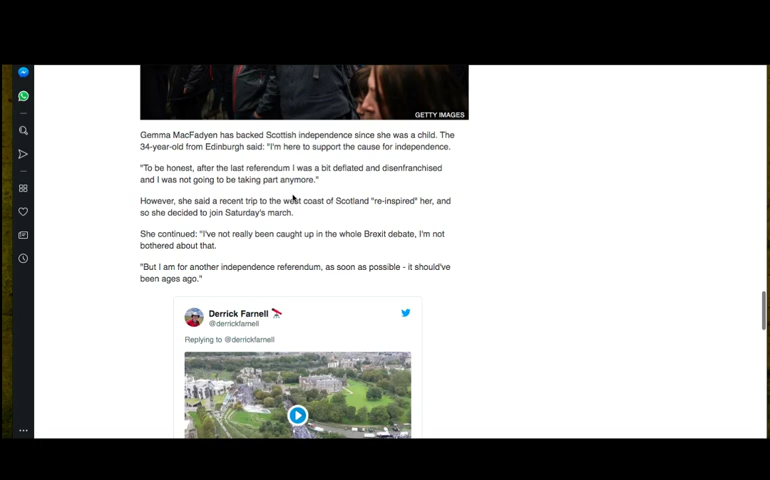 GETTY IMAGES
Gemma MacFadyen has backed Scottish independence since she was a child. The
34-year-old from Edinburgh said: "I'm here to support the cause for independence.
"To be honest, after the last referendum I was a bit deflated and disenfranchised
and I was not going to be taking part anymore."
However, she said a recent trip to the west coast of Scotland "re-inspired" her, and
so she decided to join Saturday's march.
She continued: "I've not really been caught up in the whole Brexit debate, I'm not
bothered about that.
"But I am for another independence referendum, as soon as possible - it should've
been ages ago."
Derrick Farnell
@derrickfarnell
Replying to @derrickfarnell